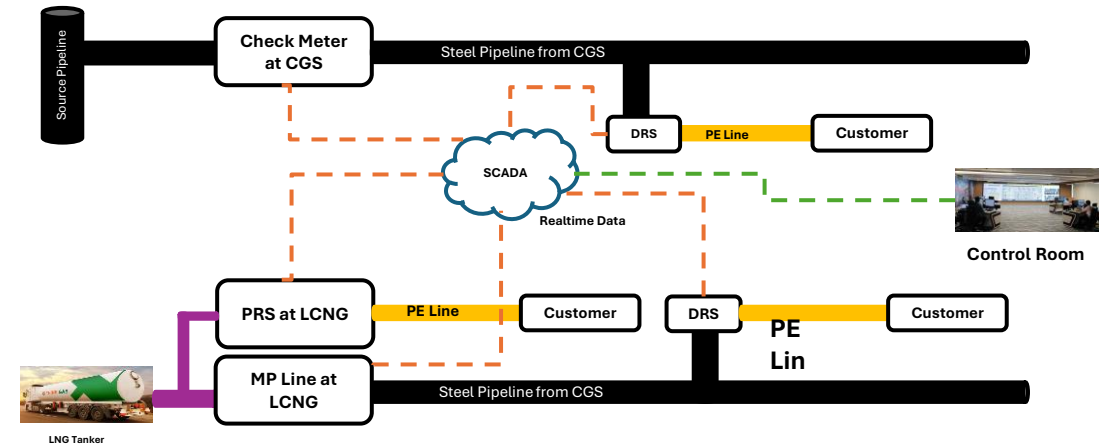 Source Pipeline
Check Meter
at CGS
Steel Pipeline from CGS
DRS
PE Line
Customer
SCADA
Realtime Data
Control Room
PRS at LCNG
PE Line
Customer
DRS
PE
Lin
Customer
MP Line at
LCNG
Steel Pipeline from CGS
LNG Tanker